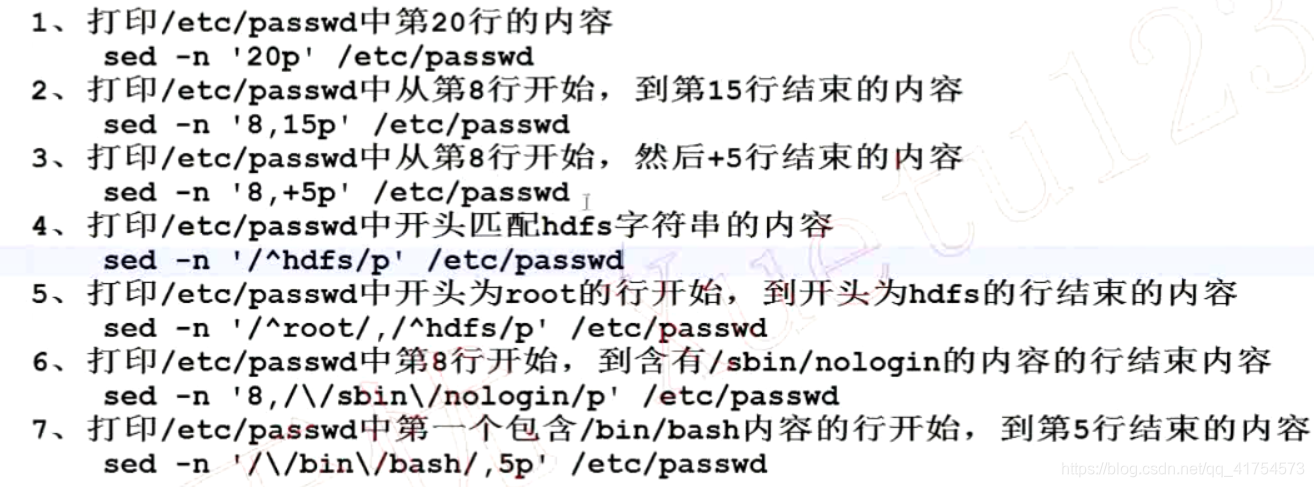 1、打印/etc/passwd中第20行的内容
sed -n '20p' /etc/passwd
2、打印/etc/passwd中从第8行开始，到第15行结束的内容
sed -n '8,15p' /etc/passwd
3、打印/etc/passwd中从第8行开始，然后+5行结束的内容
sed -n '8,+5p' /etc/passwd
4、打印/etc/passwd中开头匹配hdfs字符串的内容
sed -n '/^hdfs/p' /etc/passwd
5、打印/etc/passwd中开头为root的行开始，到开头为hdfs的行结束的内容
sed -n '/^root/,/^hdfs/p' /etc/passwd
6、打印/etc/passwd中第8行开始，到含有/sbin/nologin的内容的行结束内容
sed -n '8,/\/sbin\/nologin/p' /etc/passwd
7、打印/etc/passwd中第一个包含/bin/bash内容的行开始，到第5行结束的内容
sed -n '/\/bin\/bash/,5p' /etc/passwd
https://blog.csdn.net/qq_41754573